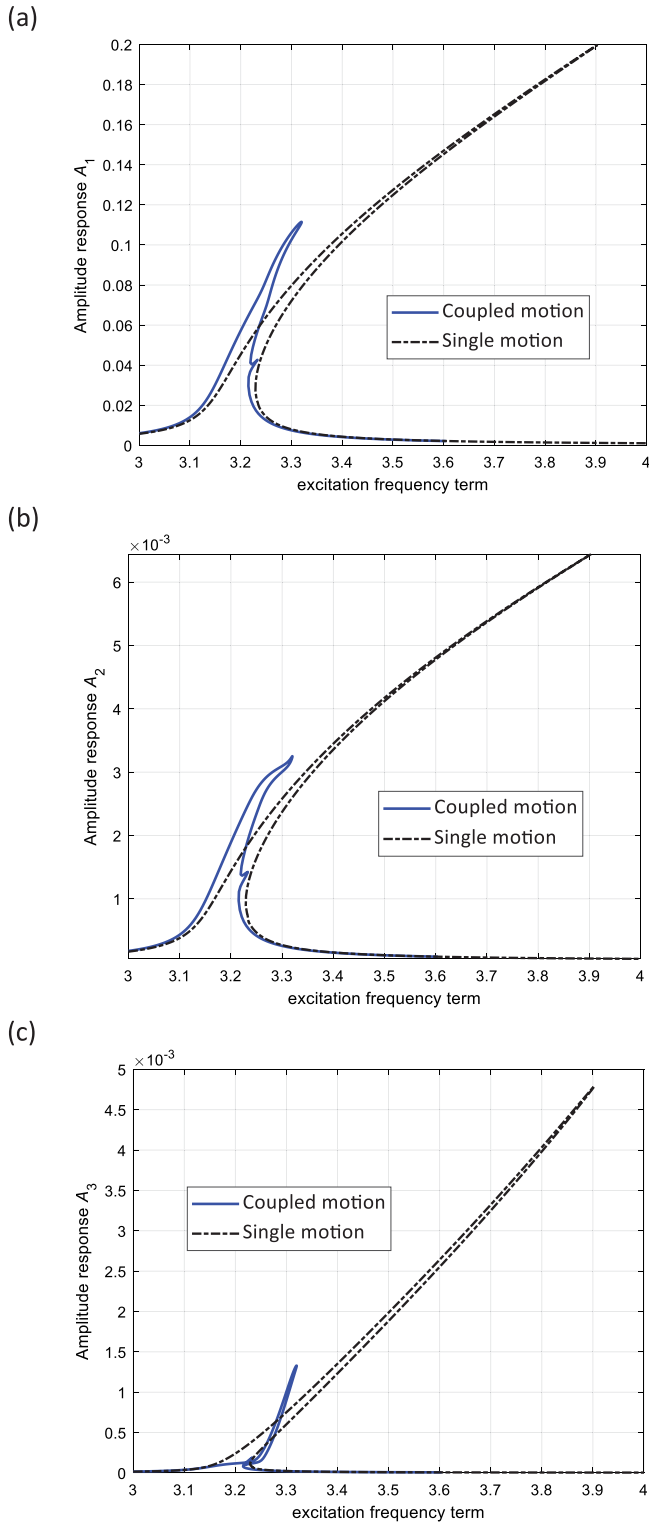 (a)
0.2
0.18
0.16
0.14
0.12
0.1
0.08
0.06
0.04
0.02
0
Amplitude response A1
Coupled motion
Single motion
3 3.1 3.2 3.3 3.4 3.5 3.6 3.7 3.8 3.9 4
excitation frequency term
(b)
×10-3
6
5
4
3
2
1
Amplitude response A2
Coupled motion
Single motion
3 3.1 3.2 3.3 3.4 3.5 3.6 3.7 3.8 3.9 4
excitation frequency term
(c)
×10-3
5
4.5
4
3.5
3
2.5
2
1.5
1
0.5
0
Amplitude response A3
Coupled motion
Single motion
3 3.1 3.2 3.3 3.4 3.5 3.6 3.7 3.8 3.9 4
excitation frequency term